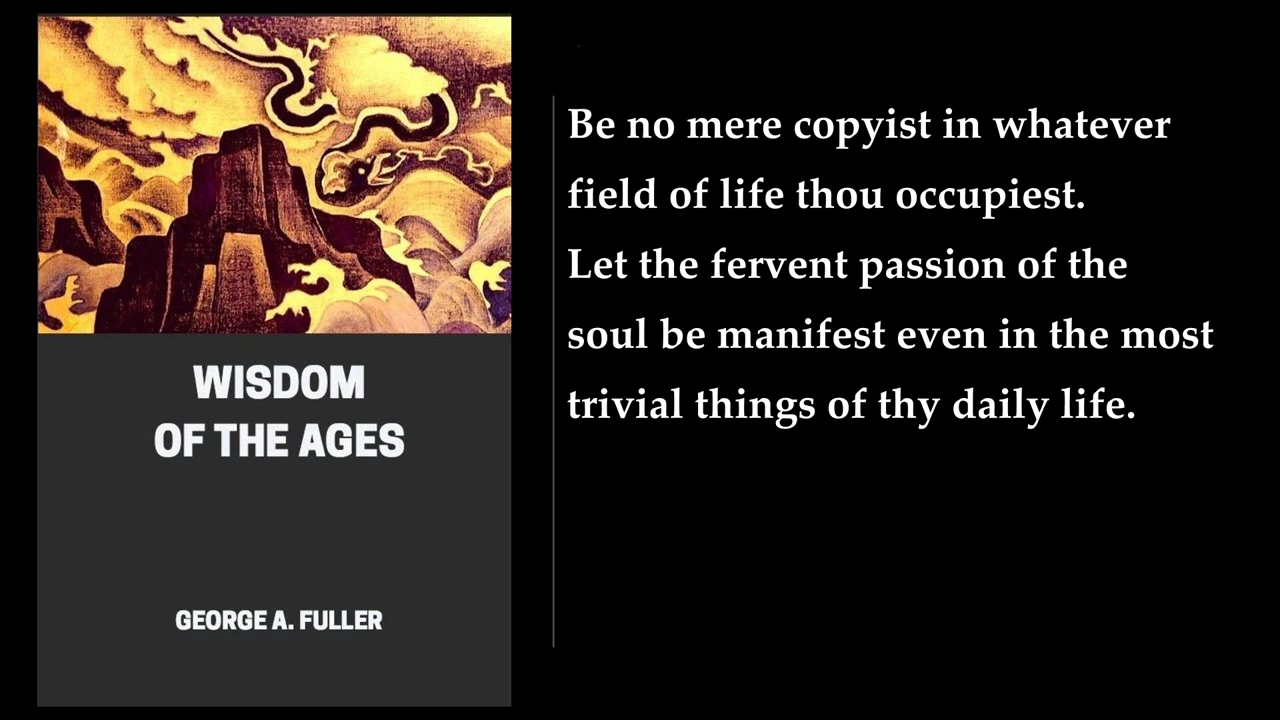 WISDOM
OF THE AGES
GEORGE A. FULLER
Be no mere copyist in whatever
field of life thou occupiest.
Let the fervent passion of the
soul be manifest even in the most
trivial things of thy daily life.